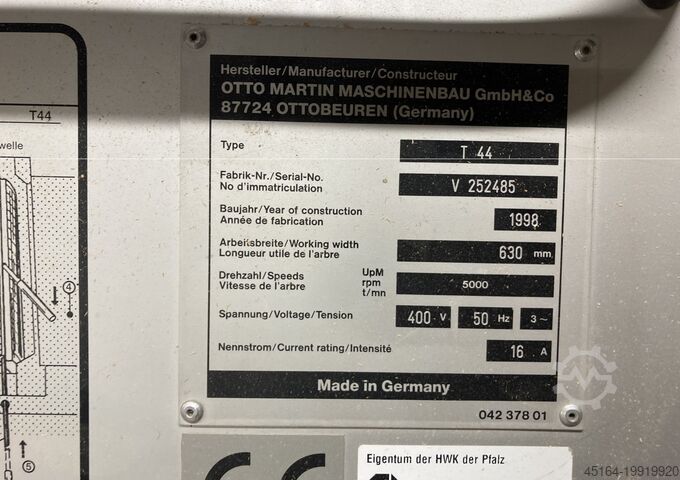 T44
welle
④
⑤
Hersteller/Manufacturer/Constructeur
OTTO MARTIN MASCHINENBAU GmbH&Co
87724 OTTOBEUREN (Germany)
Type
T 44
Fabrik-Nr./Serial-No.
No d'immatriculation
V 252485
Baujahr/Year of construction
Année de fabrication
1998
Arbeitsbreite/Working width
Longueur utile de l'arbre
630 mm
Drehzahl/Speeds
Vitesse de l'arbre
UpM
rpm
t/mn
5000
Spannung/Voltage/Tension
400 V 50 Hz 3~
Nennstrom/Current rating/Intensité
16 A
Made in Germany
042 378 01
CE
Eigentum der HWK der Pfalz
45164-19919920